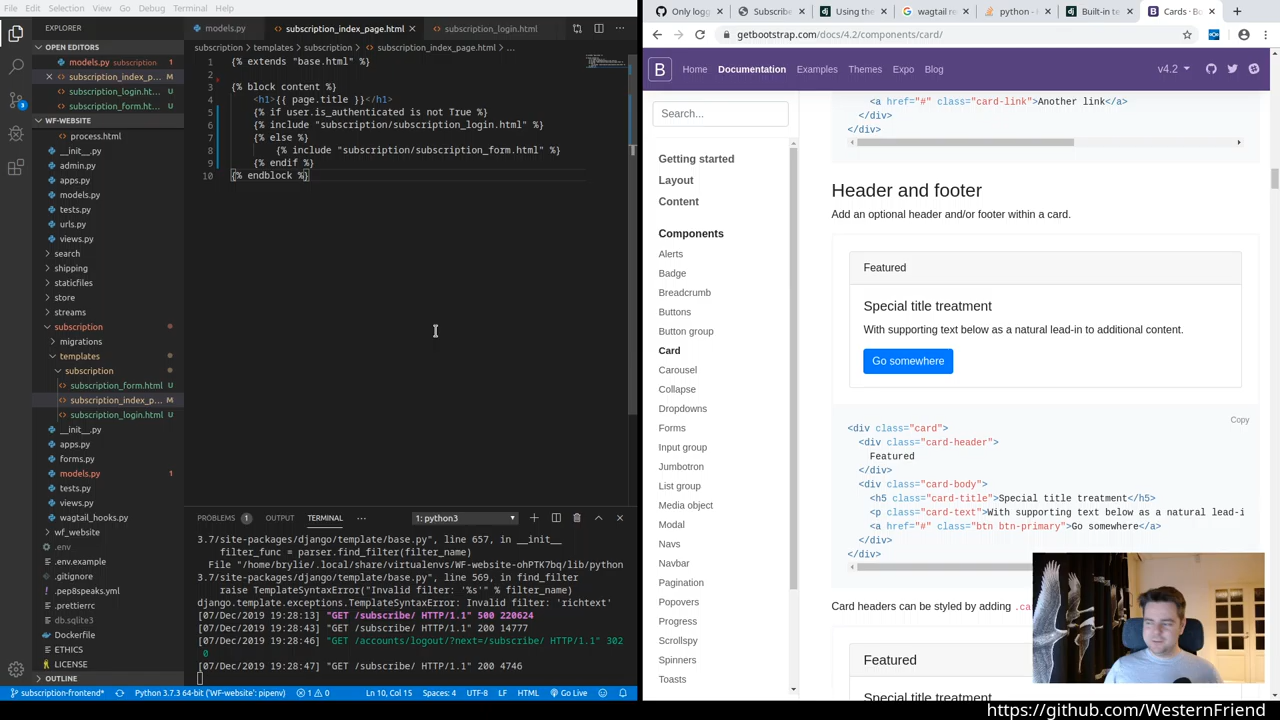 File Edit Selection View Go Debug Terminal Help
EXPLORER
OPEN EDITORS
models.py subscription 1
subscription_index_p... M
subscription_login.ht... U
subscription_form.ht... U
WF-WEBSITE
process.html
__init__.py
admin.py
apps.py
models.py
tests.py
urls.py
views.py
search
shipping
staticfiles
store
streams
subscription
migrations
templates
subscription
subscription_form.html U
subscription_index_p... M
subscription_login.html U
__init__.py
apps.py
forms.py
models.py 1
tests.py
views.py
wagtail_hooks.py
wf_website
.env
.env.example
.gitignore
.pep8speaks.yml
.prettierrc
db.sqlite3
Dockerfile
ETHICS
LICENSE
OUTLINE
3
models.py subscription_index_page.html subscription_login.html
subscription > templates > subscription > subscription_index_page.html > ...
1 {% extends "base.html" %}
2
3 {% block content %}
4 <h1>{{ page.title }}</h1>
5 {% if user.is_authenticated is not True %}
6 {% include "subscription/subscription_login.html" %}
7 {% else %}
8 {% include "subscription/subscription_form.html" %}
9 {% endif %}
10 {% endblock %}
PROBLEMS 1 OUTPUT TERMINAL ... 1: python3
3.7/site-packages/django/template/base.py", line 657, in __init__
filter_func = parser.find_filter(filter_name)
File "/home/brylie/.local/share/virtualenvs/WF-website-ohPTK7bq/lib/python
3.7/site-packages/django/template/base.py", line 569, in find_filter
raise TemplateSyntaxError("Invalid filter: '%s'" % filter_name)
django.template.exceptions.TemplateSyntaxError: Invalid filter: 'richtext'
[07/Dec/2019 19:28:13] "GET /subscribe/ HTTP/1.1" 500 220624
[07/Dec/2019 19:28:43] "GET /subscribe/ HTTP/1.1" 200 14777
[07/Dec/2019 19:28:46] "GET /accounts/logout/?next=/subscribe/ HTTP/1.1" 302
0
[07/Dec/2019 19:28:47] "GET /subscribe/ HTTP/1.1" 200 4746
subscription-frontend* Python 3.7.3 64-bit ('WF-website': pipenv) 1 0 Ln 10, Col 15 Spaces: 4 UTF-8 LF HTML Go Live
Only logg Subscribe Using the wagtail re python - Built-in te Cards · Bo
getbootstrap.com/docs/4.2/components/card/
B Home Documentation Examples Themes Expo Blog v4.2
Search...
Getting started
Layout
Content
Components
Alerts
Badge
Breadcrumb
Buttons
Button group
Card
Carousel
Collapse
Dropdowns
Forms
Input group
Jumbotron
List group
Media object
Modal
Navs
Navbar
Pagination
Popovers
Progress
Scrollspy
Spinners
Toasts
<a href="#" class="card-link">Another link</a>
</div>
</div>
Header and footer
Add an optional header and/or footer within a card.
Featured
Special title treatment
With supporting text below as a natural lead-in to additional content.
Go somewhere
Copy
<div class="card">
<div class="card-header">
Featured
</div>
<div class="card-body">
<h5 class="card-title">Special title treatment</h5>
<p class="card-text">With supporting text below as a natural lead-i
<a href="#" class="btn btn-primary">Go somewhere</a>
</div>
</div>
Card headers can be styled by adding .ca
Featured
Special title treatment
https://github.com/WesternFriend